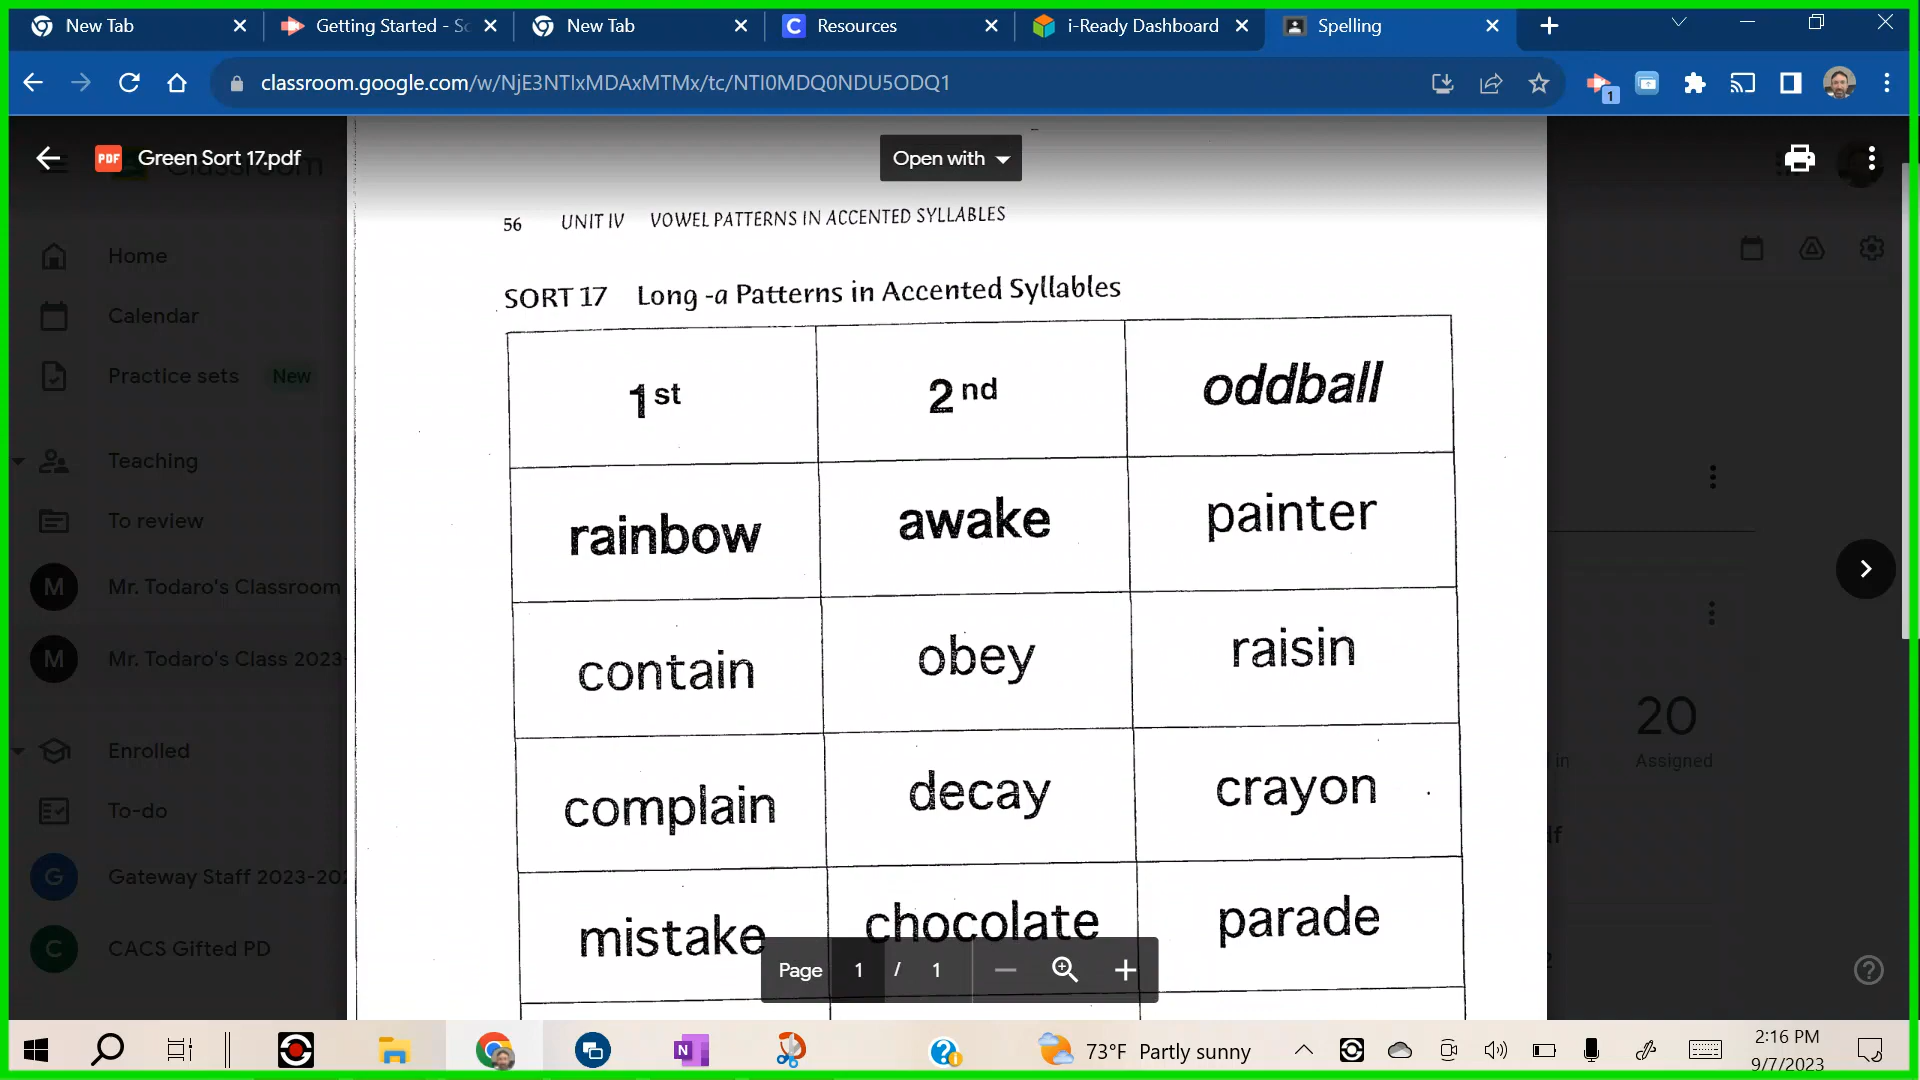 New Tab
Getting Started - Sc
New Tab
Resources
i-Ready Dashboard
Spelling
classroom.google.com/w/NjE3NTIxMDAxMTMx/tc/NTI0MDQ0NDU5ODQ1
1
PDF Green Sort 17.pdf
Open with
Home
Calendar
Practice sets New
Teaching
To review
M Mr. Todaro's Classroom
M Mr. Todaro's Class 2023-
Enrolled
To-do
G Gateway Staff 2023-202
C CACS Gifted PD
56 UNIT IV VOWEL PATTERNS IN ACCENTED SYLLABLES
SORT 17 Long -a Patterns in Accented Syllables
1st 2nd oddball
rainbow awake painter
contain obey raisin
complain decay crayon
mistake chocolate parade
20
Assigned
Page 1 / 1
73°F Partly sunny
2:16 PM
9/7/2023